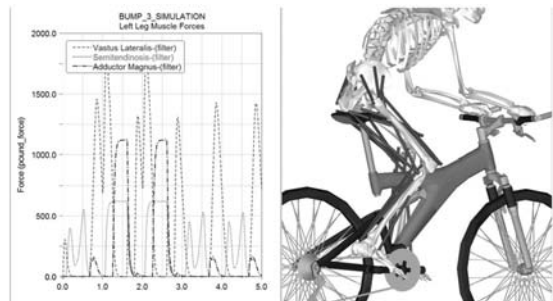 BUMP_3_SIMULATION
Left Leg Muscle Forces
2000.0
Vastus Lateralis-(filter)
Semitendinosis-(filter)
Adductor Magnus-(filter)
1500.0
1000.0
500.0
0.0
Force (pound_force)
0.0 1.0 2.0 3.0 4.0 5.0